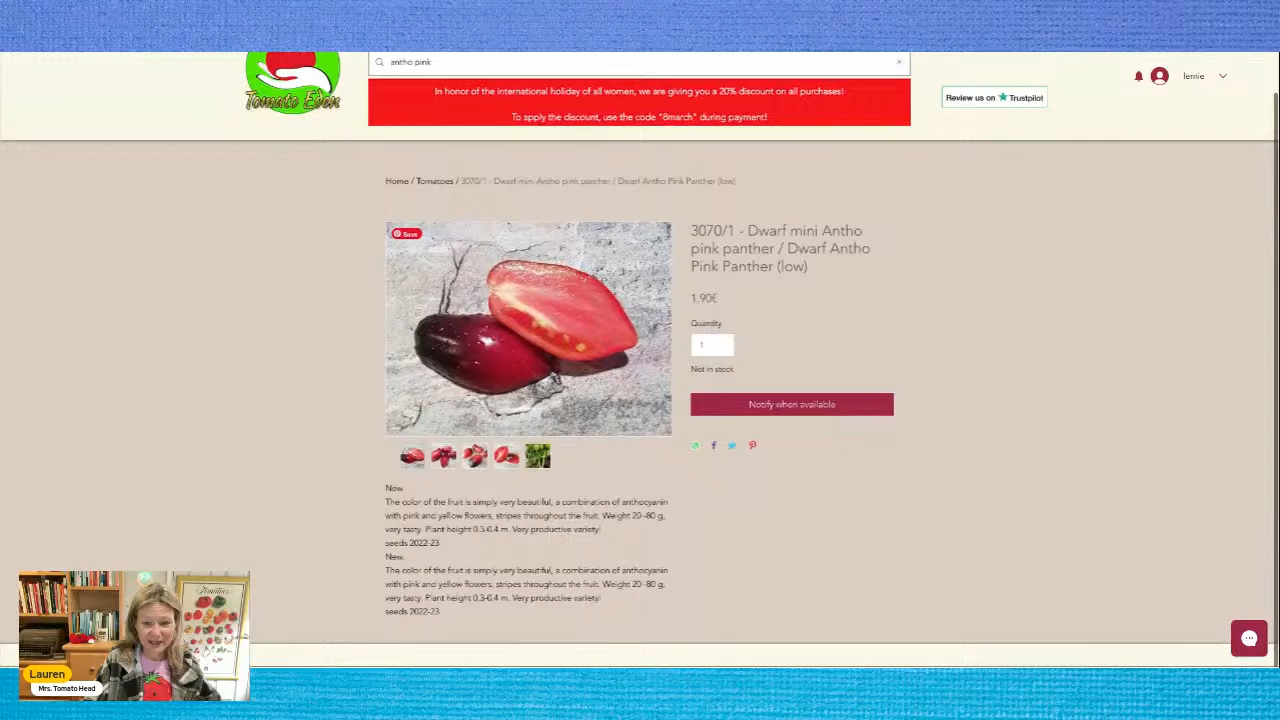 antho pink
Tomato Eden
In honor of the international holiday of all women, we are giving you a 20% discount on all purchases!
To apply the discount, use the code "8march" during payment!
lernie
Review us on ★ Trustpilot
Home / Tomatoes / 3070/1 - Dwarf mini Antho pink panther / Dwarf Antho Pink Panther (low)
Save
3070/1 - Dwarf mini Antho
pink panther / Dwarf Antho
Pink Panther (low)
1.90€
Quantity
1
Not in stock
Notify when available
New.
The color of the fruit is simply very beautiful, a combination of anthocyanin
with pink and yellow flowers, stripes throughout the fruit. Weight 20 -80 g,
very tasty. Plant height 0.3-0.4 m. Very productive variety!
seeds 2022-23
New.
The color of the fruit is simply very beautiful, a combination of anthocyanin
with pink and yellow flowers, stripes throughout the fruit. Weight 20 -80 g,
very tasty. Plant height 0.3-0.4 m. Very productive variety!
seeds 2022-23
Tomatoes
Lauren
Mrs. Tomato Head